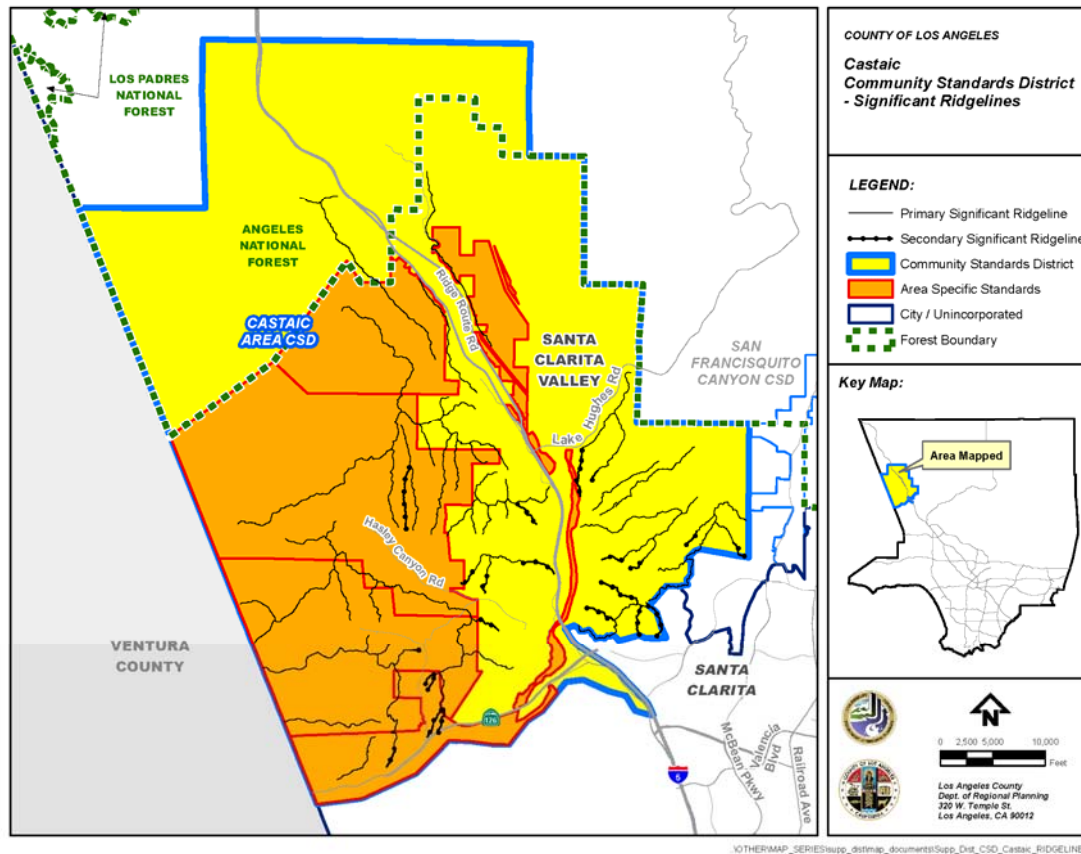 LOS PADRES
NATIONAL
FOREST
ANGELES
NATIONAL
FOREST
CASTAIC
AREA CSD
Ridge Route Rd
SANTA
CLARITA
VALLEY
SAN
FRANCISQUITO
CANYON CSD
Lake Hughes Rd
Hasley Canyon Rd
VENTURA
COUNTY
126
SANTA
CLARITA
5
McBean Pkwy
Valencia
Blvd
Railroad Ave
COUNTY OF LOS ANGELES
Castaic
Community Standards District
- Significant Ridgelines
LEGEND:
Primary Significant Ridgeline
Secondary Significant Ridgeline
Community Standards District
Area Specific Standards
City / Unincorporated
Forest Boundary
Key Map:
Area Mapped
N
0 2,500 5,000 10,000
Feet
Los Angeles County
Dept. of Regional Planning
320 W. Temple St.
Los Angeles, CA 90012